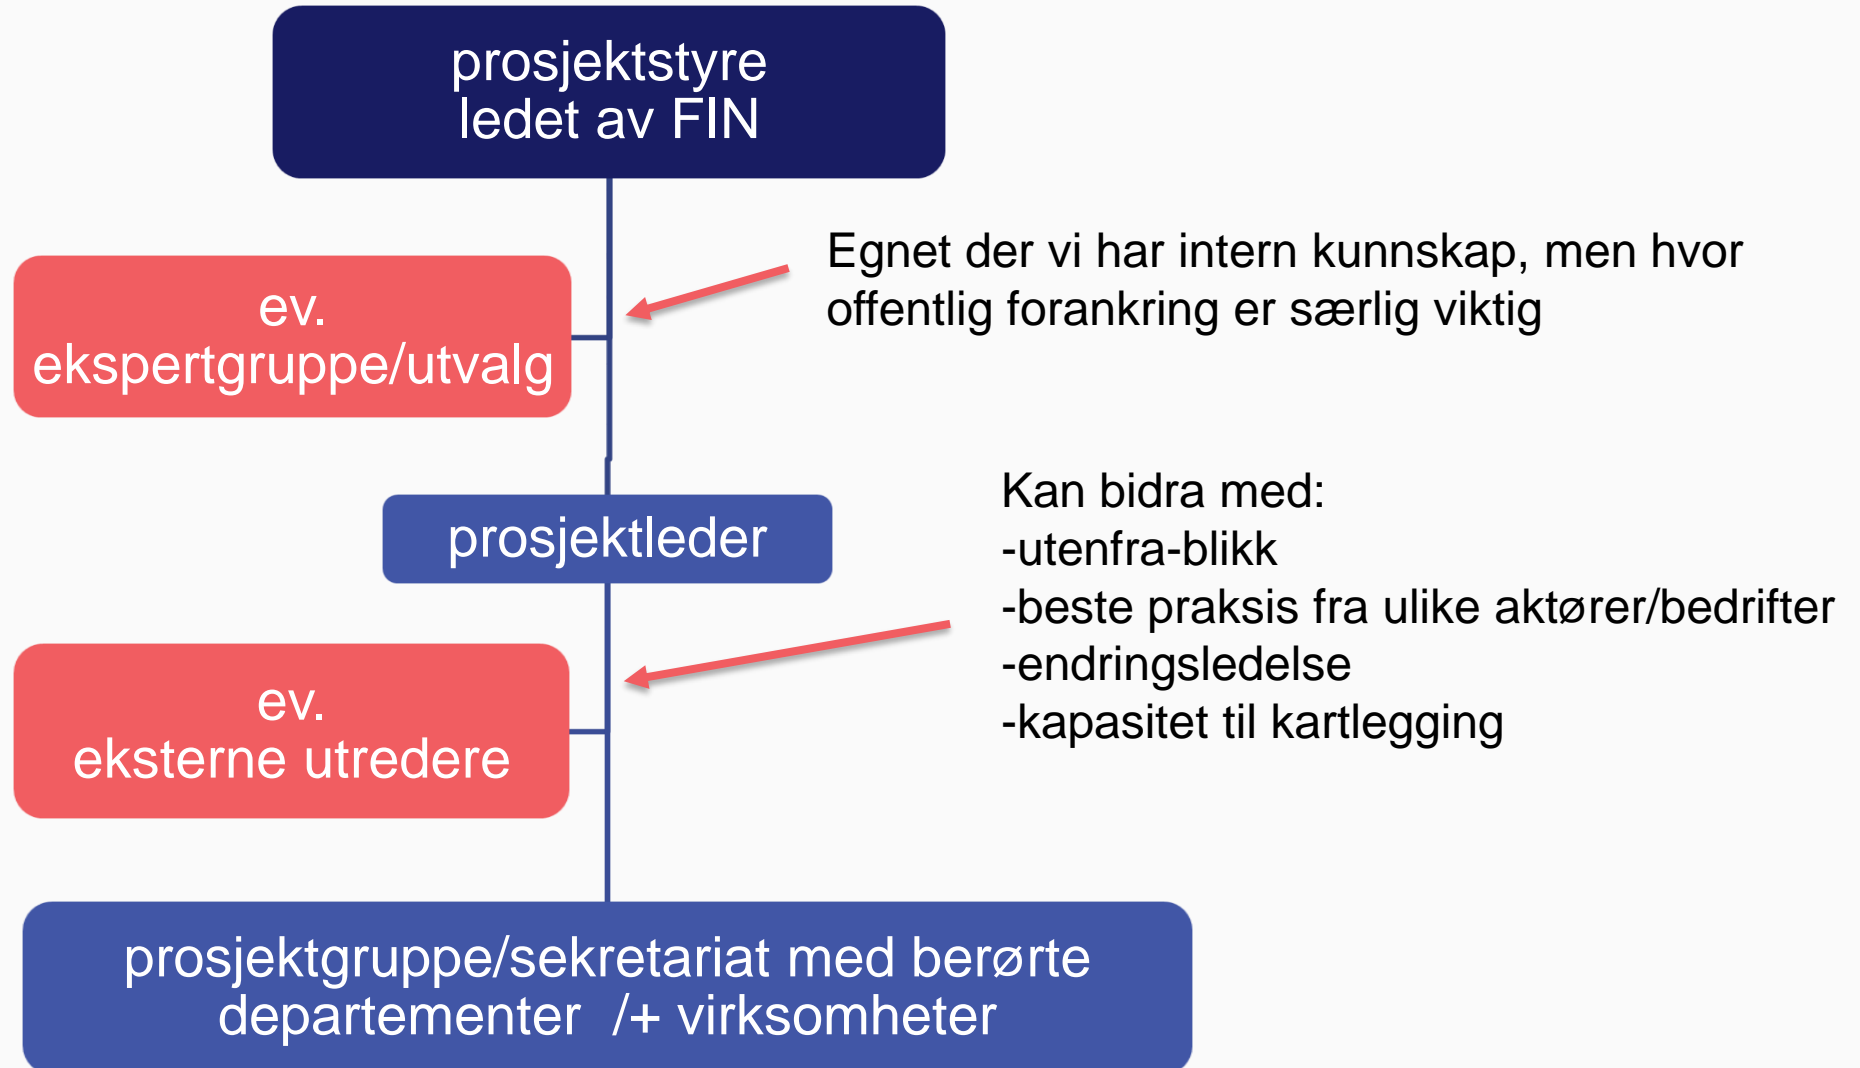 prosjektstyre
ledet av FIN
Egnet der vi har intern kunnskap, men hvor
offentlig forankring er særlig viktig
ev.
ekspertgruppe/utvalg
prosjektleder
Kan bidra med:
-utenfra-blikk
-beste praksis fra ulike aktører/bedrifter
-endringsledelse
-kapasitet til kartlegging
ev.
eksterne utredere
prosjektgruppe/sekretariat med berørte
departementer /+ virksomheter